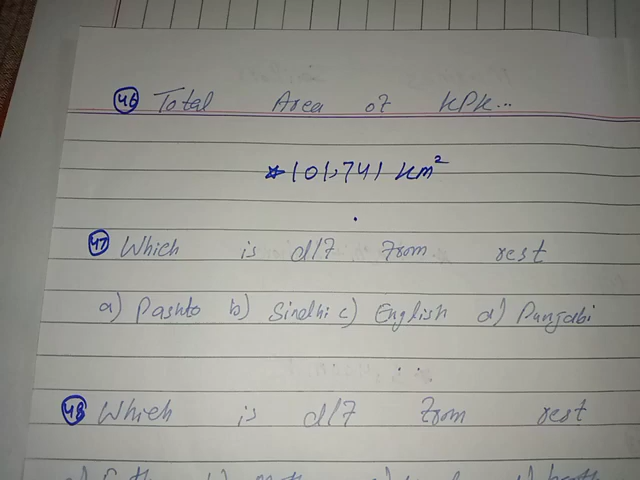 46 Total Area of KPK...
*101,741 km²
47 Which is d/f from rest
a) Pashto b) Sindhi c) English d) Punjabi
48 Which is d/f from rest